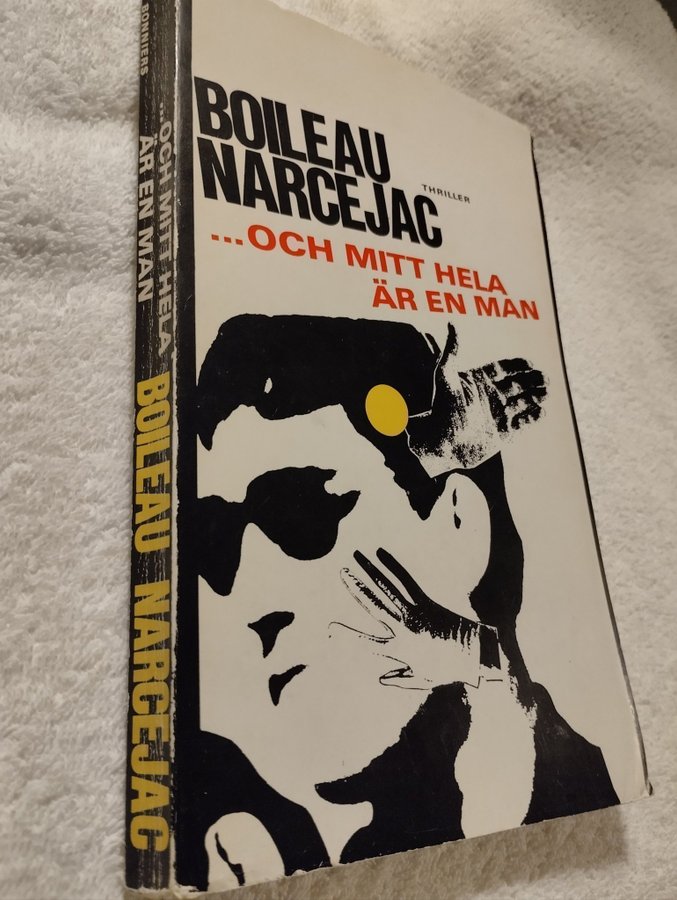 BOILEAU
NARCEJAC
THRILLER
...OCH MITT HELA
ÄR EN MAN
BONNIERS
...OCH MITT HELA
ÄR EN MAN
BOILEAU NARCEJAC